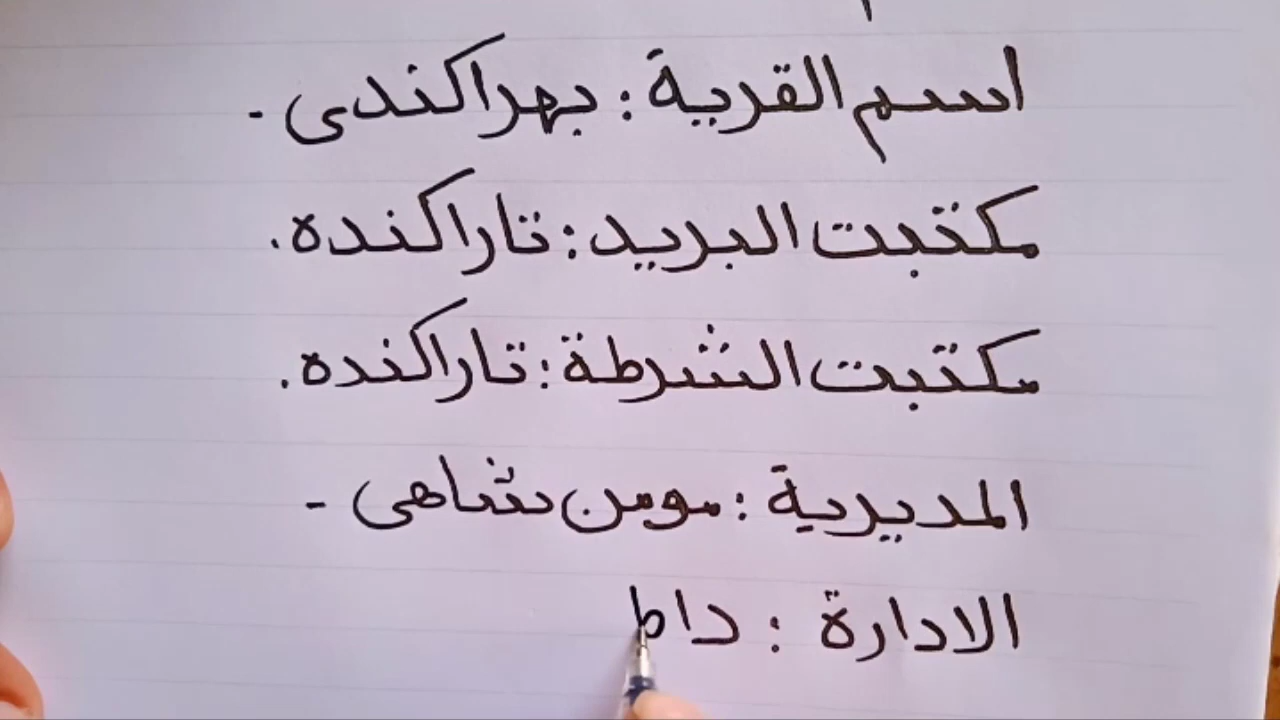 اسم القرية : بهراكندى -
مكتبت البريد : تاراكنده .
مكتبت الشرطة : تاراكنده .
المديرية : مومن شاهى -
الادارة : داط